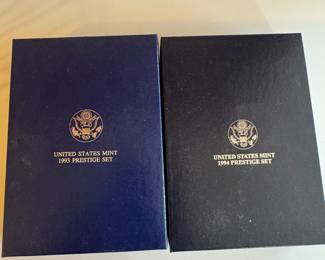 UNITED STATES MINT
1993 PRESTIGE SET
UNITED STATES MINT
1994 PRESTIGE SET